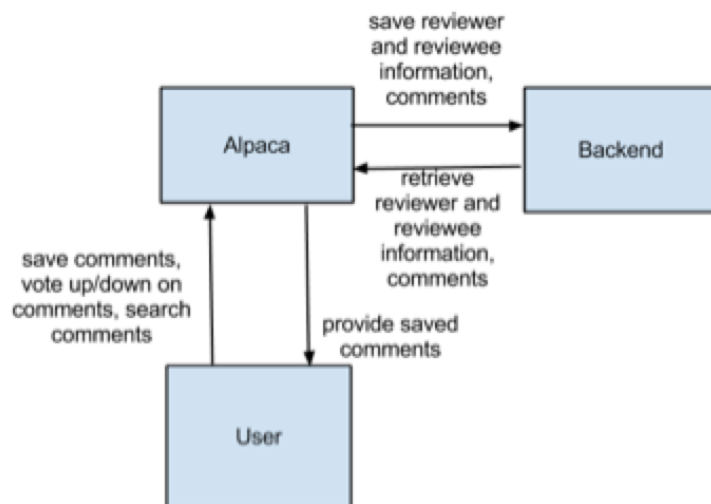 save reviewer
and reviewee
information,
comments
Alpaca
Backend
retrieve
reviewer and
reviewee
information,
comments
save comments,
vote up/down on
comments, search
comments
provide saved
comments
User